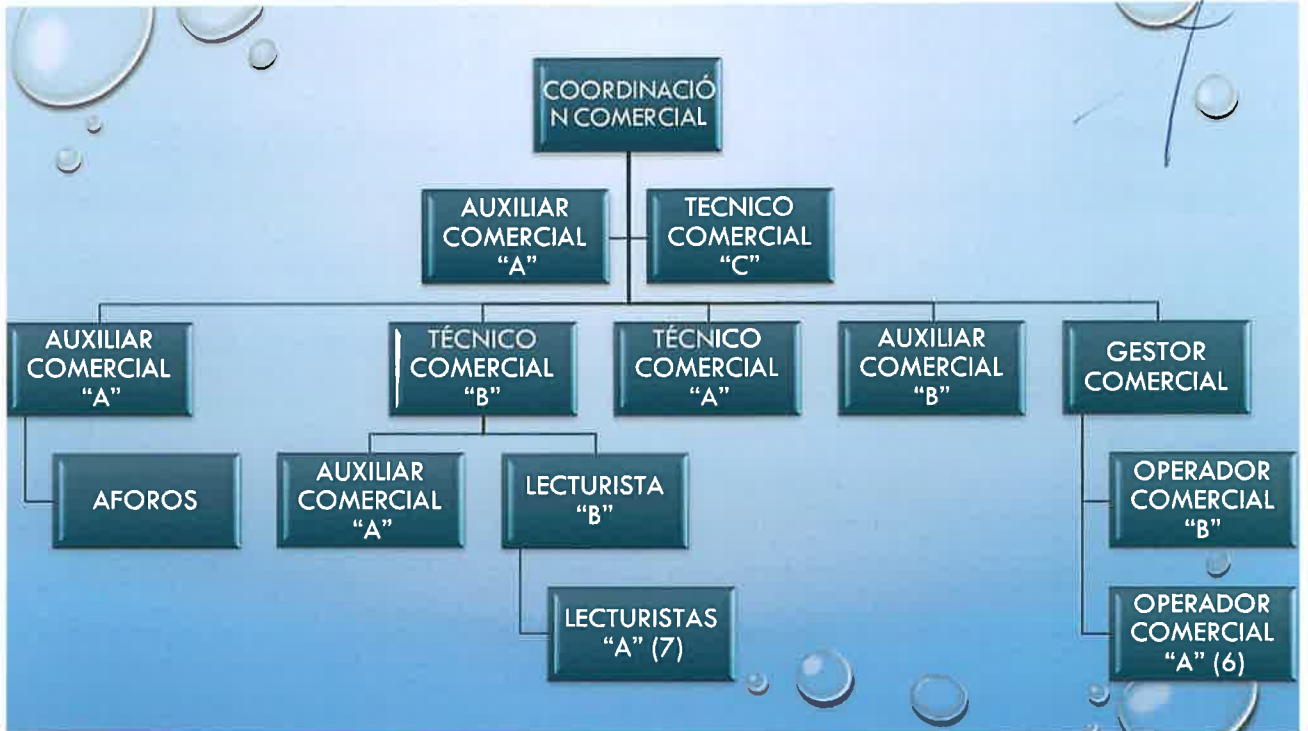 COORDINACIÓ
N COMERCIAL
AUXILIAR
COMERCIAL
“A”
TECNICO
COMERCIAL
“C”
AUXILIAR
COMERCIAL
“A”
TÉCNICO
COMERCIAL
“B”
TÉCNICO
COMERCIAL
“A”
AUXILIAR
COMERCIAL
“B”
GESTOR
COMERCIAL
AFOROS
AUXILIAR
COMERCIAL
“A”
LECTURISTA
“B”
OPERADOR
COMERCIAL
“B”
LECTURISTAS
“A” (7)
OPERADOR
COMERCIAL
“A” (6)